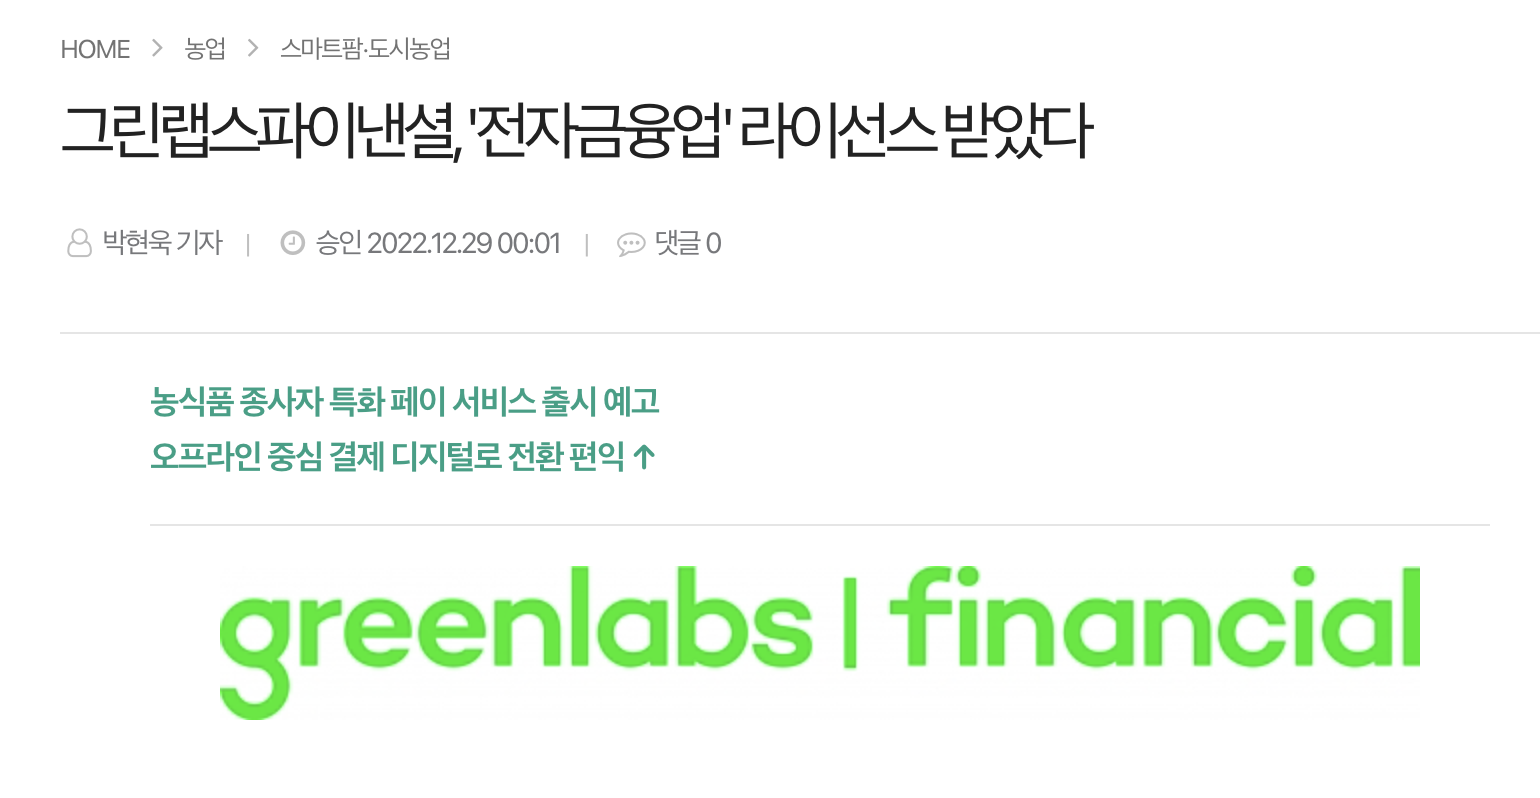 HOME > 농업 > 스마트팜·도시농업
그린랩스파이낸셜, '전자금융업' 라이선스 받았다
박현욱 기자 | 승인 2022.12.29 00:01 | 댓글 0
농식품 종사자 특화 페이 서비스 출시 예고
오프라인 중심 결제 디지털로 전환 편익 ↑
greenlabs | financial